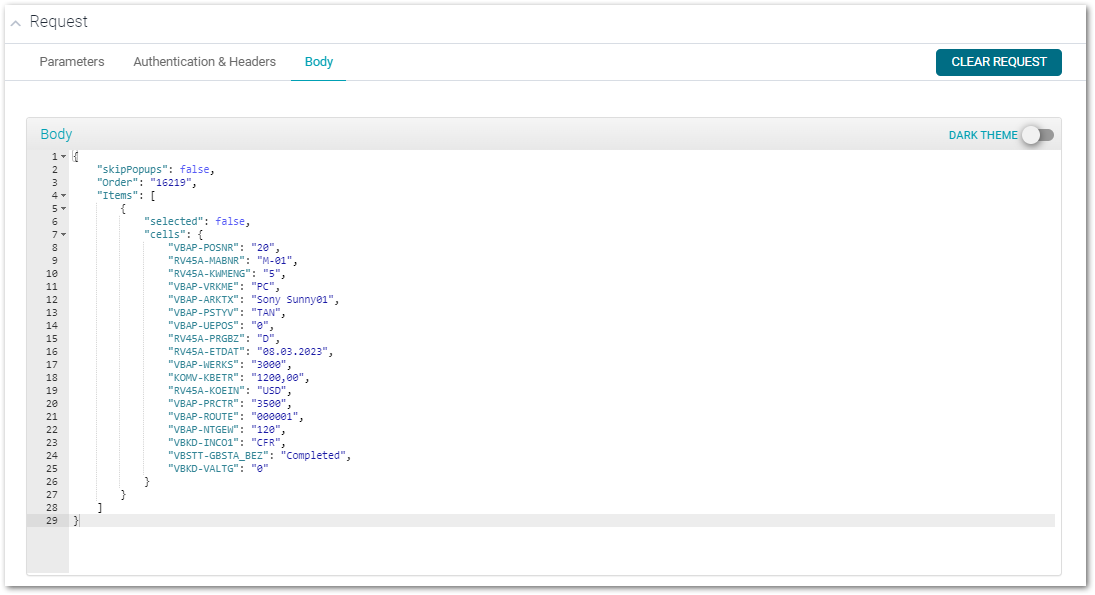 Request
Parameters Authentication & Headers Body CLEAR REQUEST
Body DARK THEME
1 {
2 "skipPopups": false,
3 "Order": "16219",
4 "Items": [
5 {
6 "selected": false,
7 "cells": {
8 "VBAP-POSNR": "20",
9 "RV45A-MABNR": "M-01",
10 "RV45A-KWMENG": "5",
11 "VBAP-VRKME": "PC",
12 "VBAP-ARKTX": "Sony Sunny01",
13 "VBAP-PSTYV": "TAN",
14 "VBAP-UEPOS": "0",
15 "RV45A-PRGBZ": "D",
16 "RV45A-ETDAT": "08.03.2023",
17 "VBAP-WERKS": "3000",
18 "KOMV-KBETR": "1200,00",
19 "RV45A-KOEIN": "USD",
20 "VBAP-PRCTR": "3500",
21 "VBAP-ROUTE": "000001",
22 "VBAP-NTGEW": "120",
23 "VBKD-INCO1": "CFR",
24 "VBSTT-GBSTA_BEZ": "Completed",
25 "VBKD-VALTG": "0"
26 }
27 }
28 ]
29 }